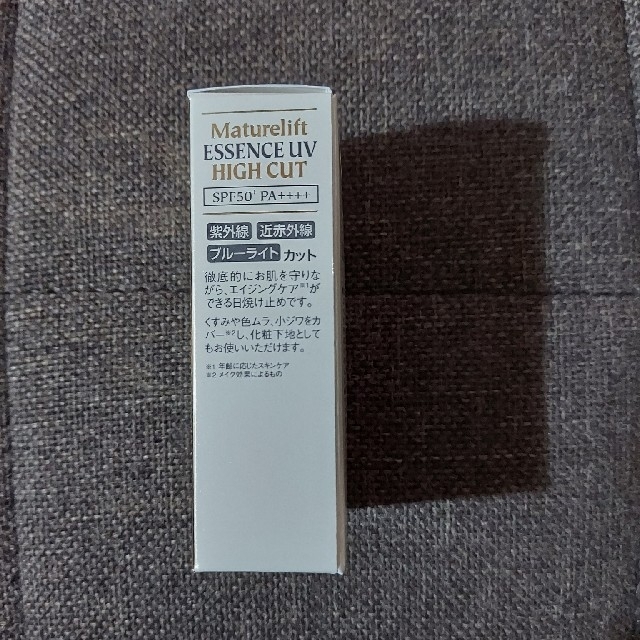 Maturelift
ESSENCE UV
HIGH CUT
SPF50+ PA++++
紫外線 近赤外線
ブルーライト カット
徹底的にお肌を守りな
がら、エイジングケア※1が
できる日焼け止めです。
くすみや色ムラ、小ジワをカ
バー※2し、化粧下地として
もお使いいただけます。
※1 年齢に応じたスキンケア
※2 メイク効果によるもの